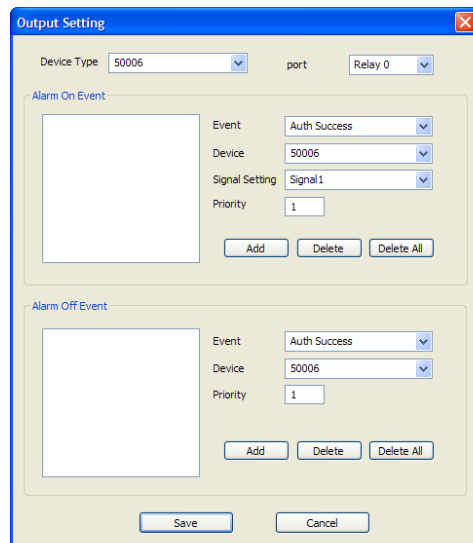 Output Setting
Device Type 50006 port Relay 0
Alarm On Event
Event Auth Success
Device 50006
Signal Setting Signal1
Priority 1
Add Delete Delete All
Alarm Off Event
Event Auth Success
Device 50006
Priority 1
Add Delete Delete All
Save Cancel